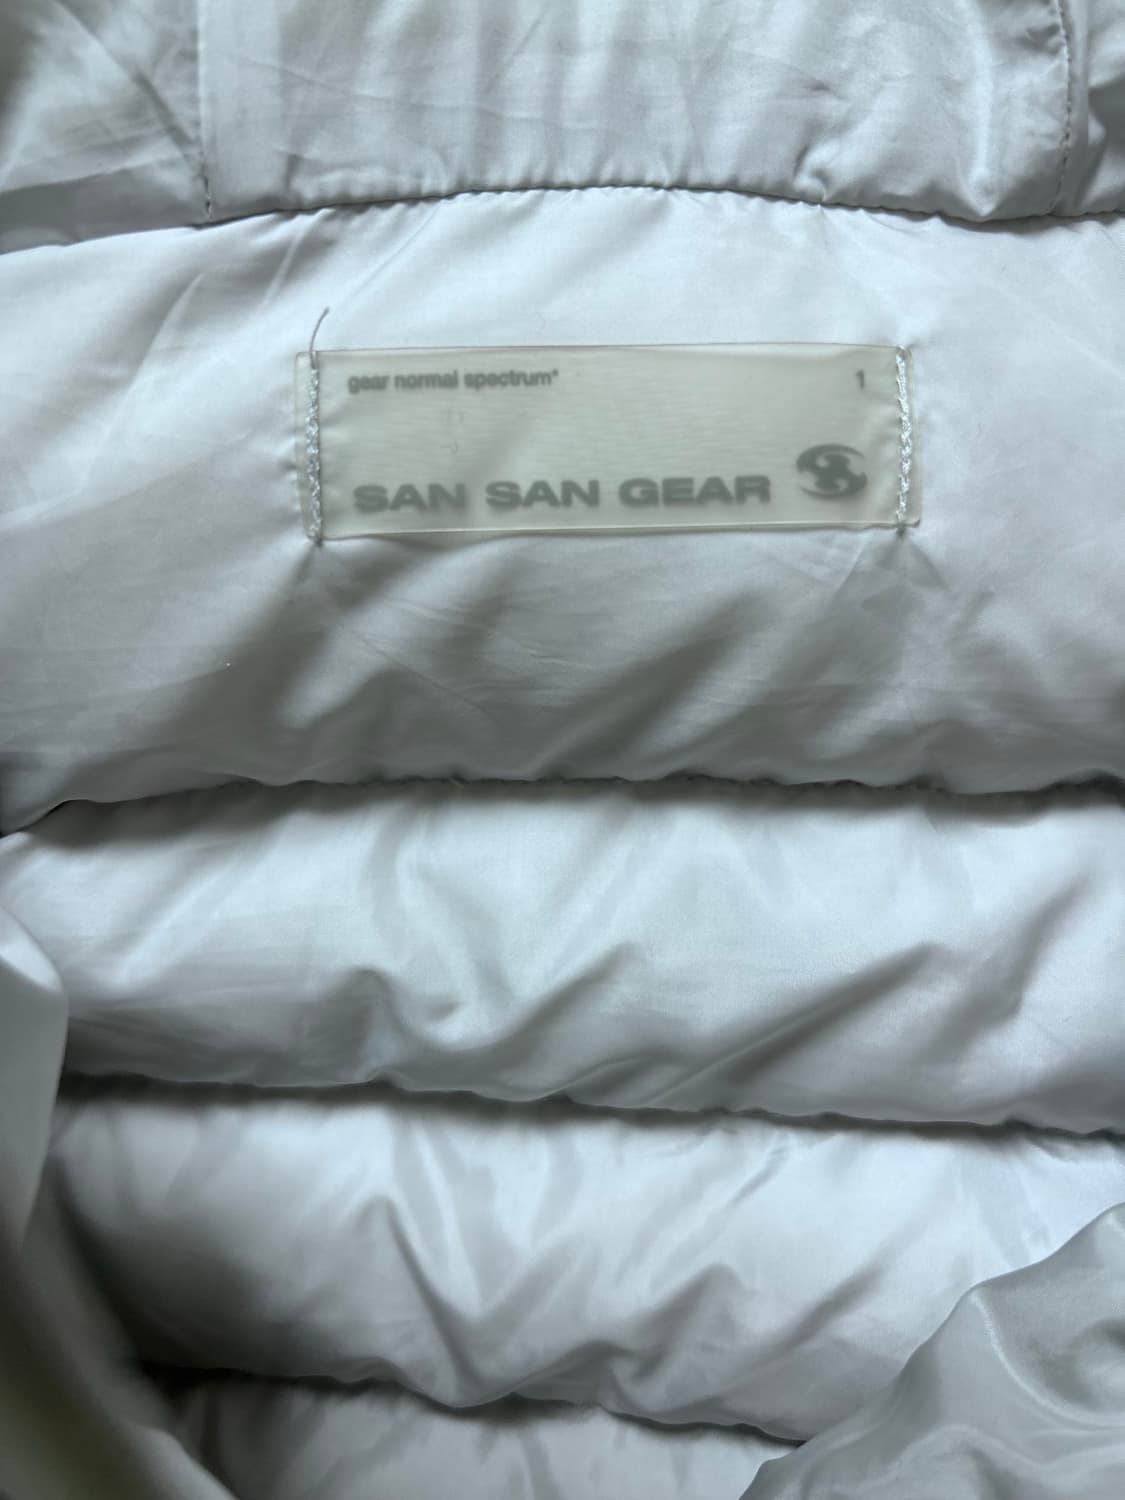 gear normal spectrum*
1
SAN SAN GEAR